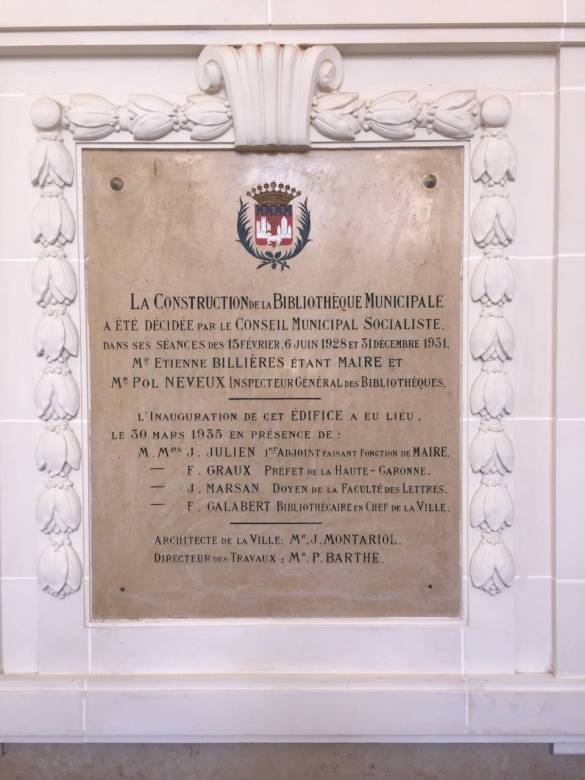 LA CONSTRUCTION DE LA BIBLIOTHÈQUE MUNICIPALE
A ÉTÉ DÉCIDÉE PAR LE CONSEIL MUNICIPAL SOCIALISTE,
DANS SES SÉANCES DES 15 FÉVRIER, 6 JUIN 1928 ET 31 DÉCEMBRE 1931.
MR ETIENNE BILLIÈRES ÉTANT MAIRE ET
MR POL NEVEUX INSPECTEUR GÉNÉRAL DES BIBLIOTHÈQUES.
L'INAUGURATION DE CET ÉDIFICE A EU LIEU,
LE 30 MARS 1935 EN PRÉSENCE DE :
M.MRS J. JULIEN 1ER ADJOINT FAISANT FONCTION DE MAIRE.
— F. GRAUX PRÉFET DE LA HAUTE-GARONNE.
— J. MARSAN DOYEN DE LA FACULTÉ DES LETTRES.
— F. GALABERT BIBLIOTHÉCAIRE EN CHEF DE LA VILLE.
ARCHITECTE DE LA VILLE: MR J. MONTARIOL.
DIRECTEUR DES TRAVAUX : MR P. BARTHE.